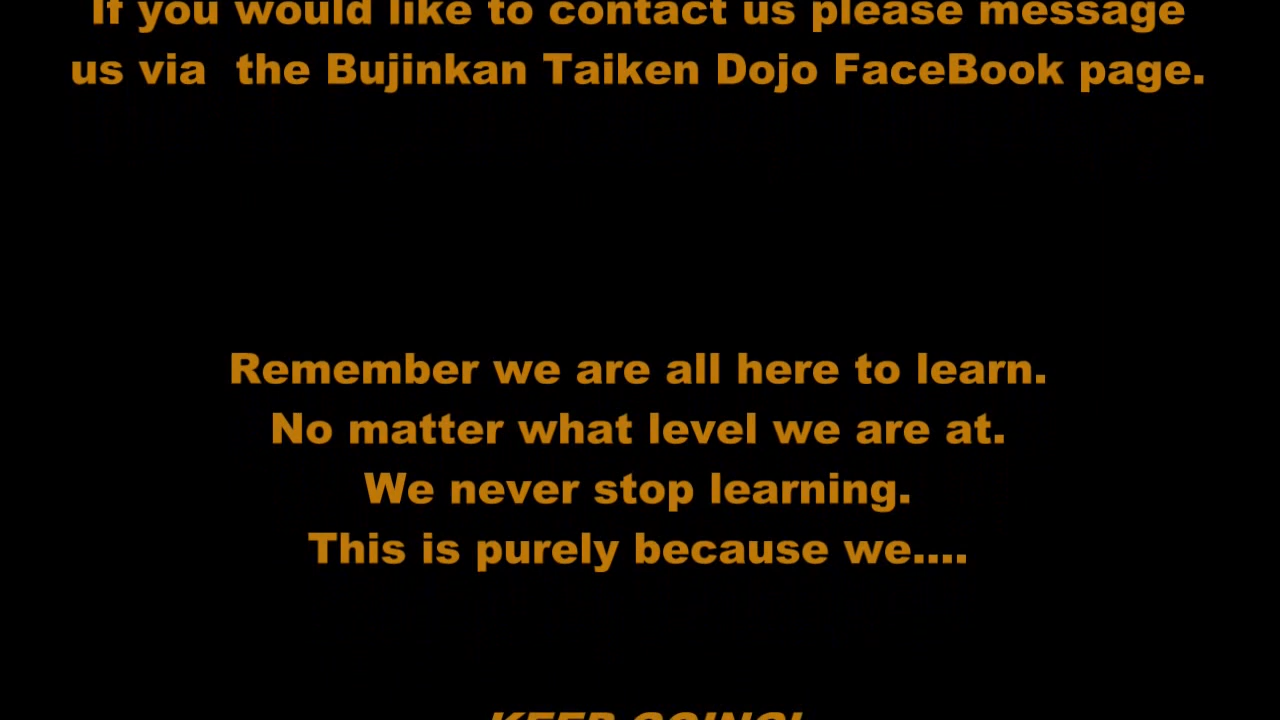 If you would like to contact us please message
us via  the Bujinkan Taiken Dojo FaceBook page.
Remember we are all here to learn.
No matter what level we are at.
We never stop learning.
This is purely because we....
KEEP GOING!